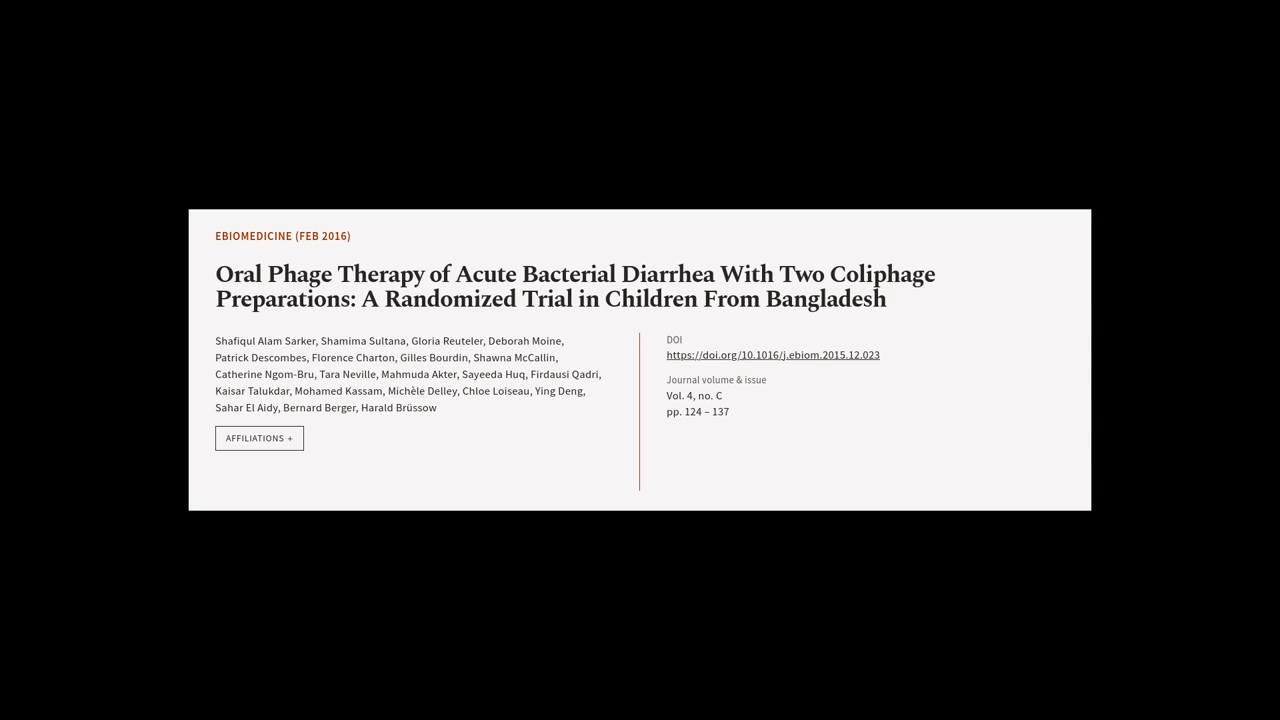 EBIOMEDICINE (FEB 2016)
Oral Phage Therapy of Acute Bacterial Diarrhea With Two Coliphage
Preparations: A Randomized Trial in Children From Bangladesh
Shafiqul Alam Sarker, Shamima Sultana, Gloria Reuteler, Deborah Moine,
Patrick Descombes, Florence Charton, Gilles Bourdin, Shawna McCallin,
Catherine Ngom-Bru, Tara Neville, Mahmuda Akter, Sayeeda Huq, Firdausi Qadri,
Kaisar Talukdar, Mohamed Kassam, Michèle Delley, Chloe Loiseau, Ying Deng,
Sahar El Aidy, Bernard Berger, Harald Brüssow
AFFILIATIONS +
DOI
https://doi.org/10.1016/j.ebiom.2015.12.023
Journal volume & issue
Vol. 4, no. C
pp. 124 – 137